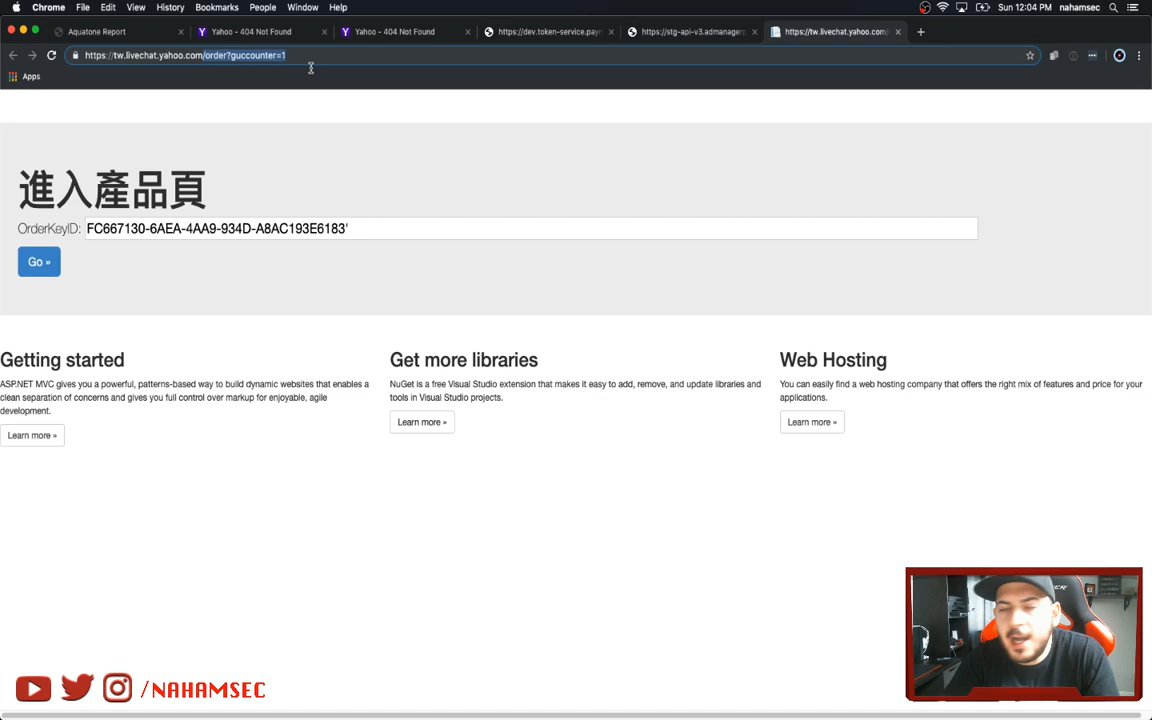 Chrome File Edit View History Bookmarks People Window Help Sun 12:04 PM nahamsec
Aquatone Report Yahoo - 404 Not Found Yahoo - 404 Not Found https://dev.token-service.paym https://stg-api-v3.admanagerp https://tw.livechat.yahoo.com/
https://tw.livechat.yahoo.com/order?guccounter=1
Apps
進入產品頁
OrderKeyID: FC667130-6AEA-4AA9-934D-A8AC193E6183'
Go »
Getting started
ASP.NET MVC gives you a powerful, patterns-based way to build dynamic websites that enables a
clean separation of concerns and gives you full control over markup for enjoyable, agile
development.
Learn more »
Get more libraries
NuGet is a free Visual Studio extension that makes it easy to add, remove, and update libraries and
tools in Visual Studio projects.
Learn more »
Web Hosting
You can easily find a web hosting company that offers the right mix of features and price for your
applications.
Learn more »
/NAHAMSEC